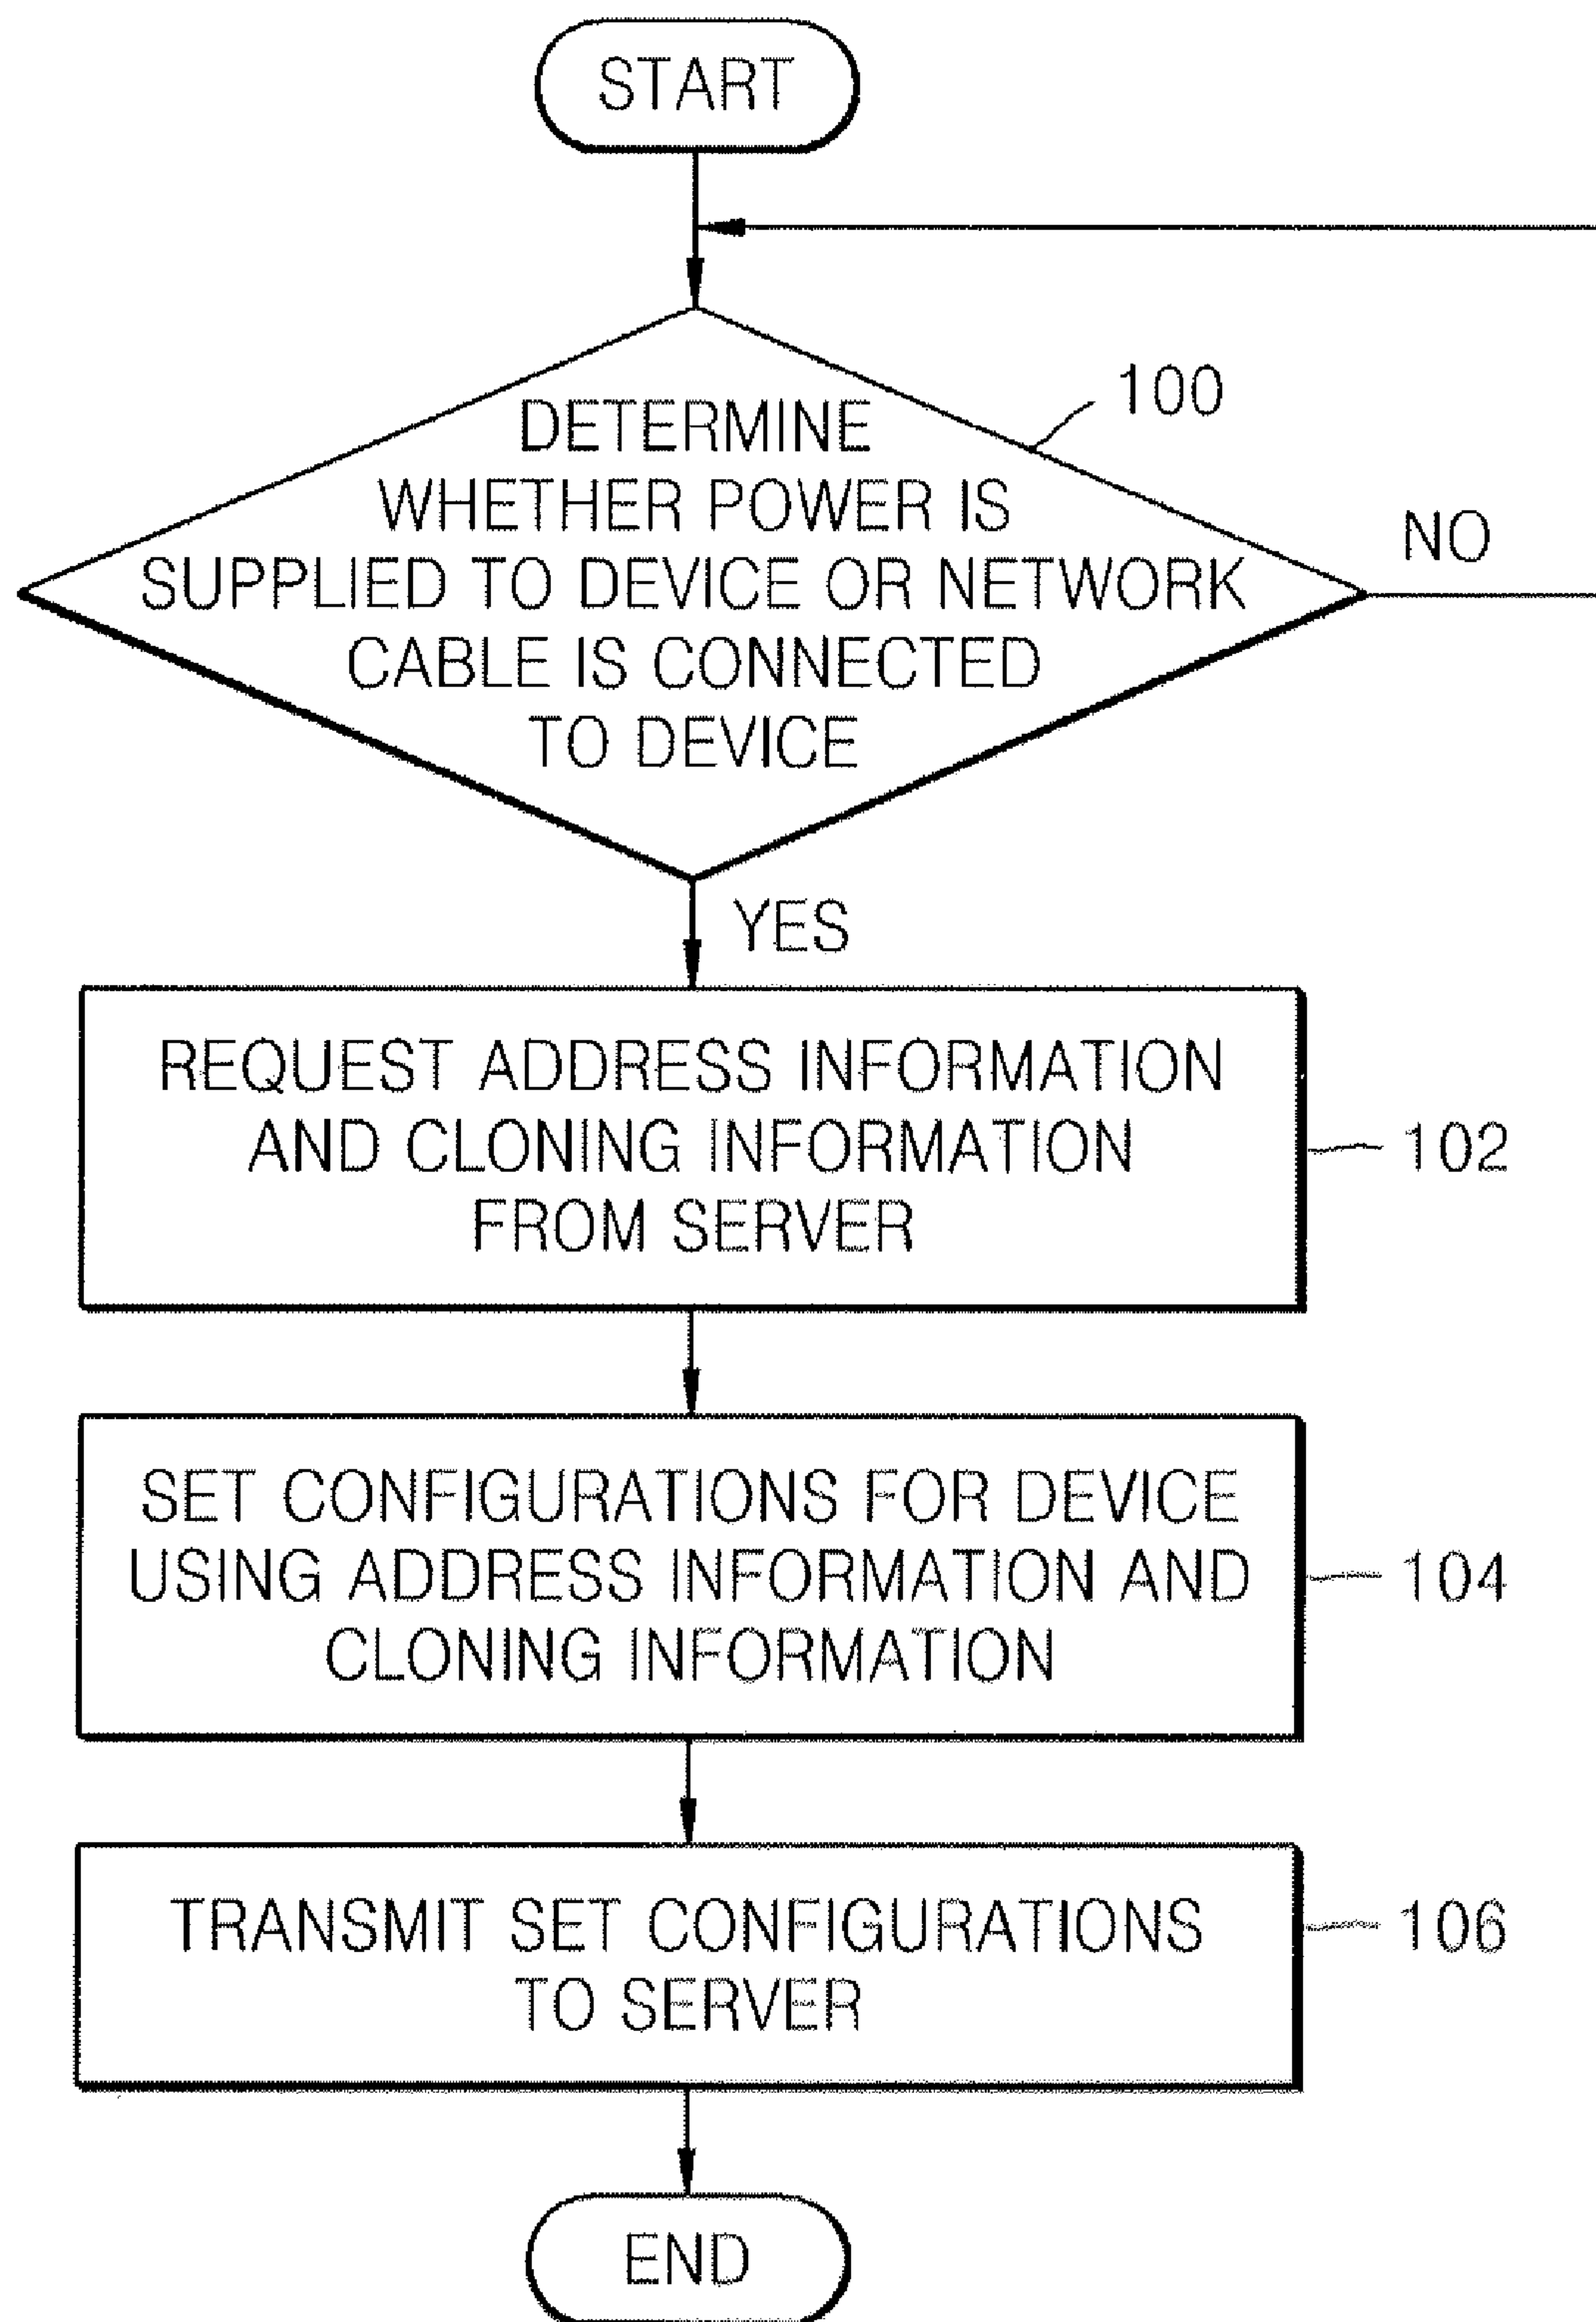 START
100
DETERMINE
WHETHER POWER IS
SUPPLIED TO DEVICE OR NETWORK
CABLE IS CONNECTED
TO DEVICE
NO
YES
REQUEST ADDRESS INFORMATION
AND CLONING INFORMATION
FROM SERVER
102
SET CONFIGURATIONS FOR DEVICE
USING ADDRESS INFORMATION AND
CLONING INFORMATION
104
TRANSMIT SET CONFIGURATIONS
TO SERVER
106
END